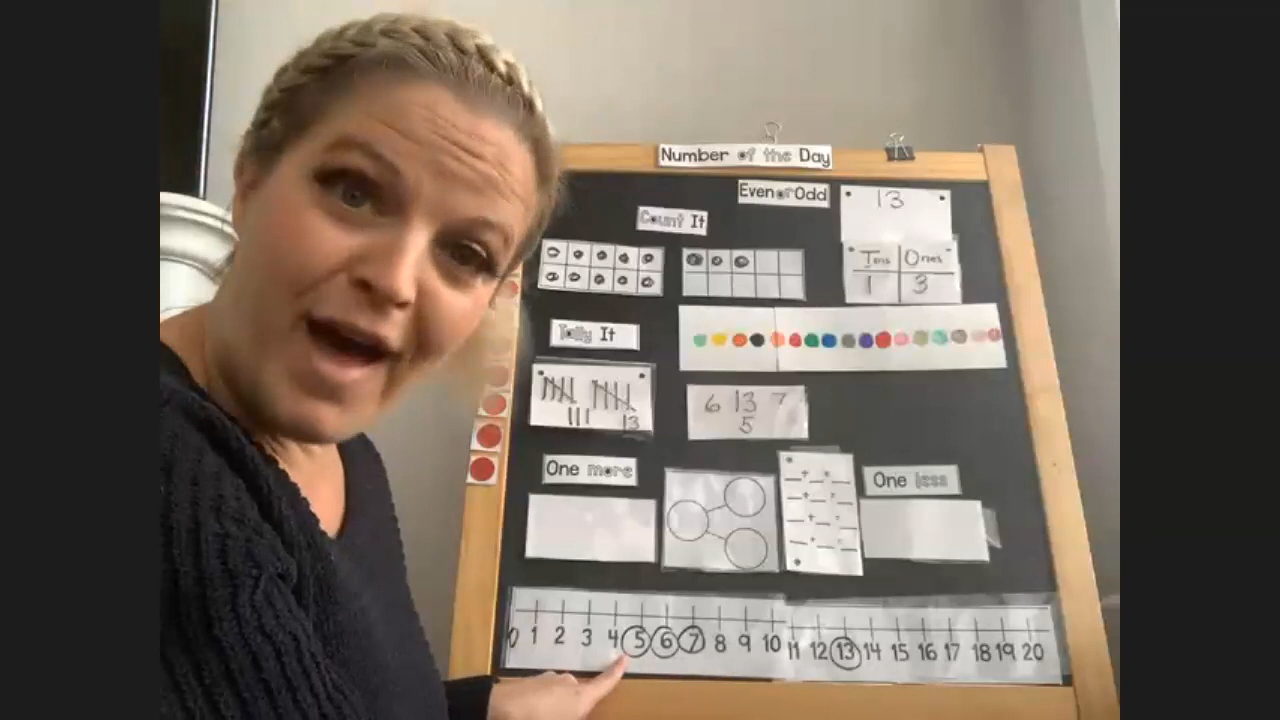 Number of the Day
Even or Odd
13
Count It
Tens Ones
1 3
Tally It
13
6 13 7
5
One more
One less
0 1 2 3 4 5 6 7 8 9 10 11 12 13 14 15 16 17 18 19 20